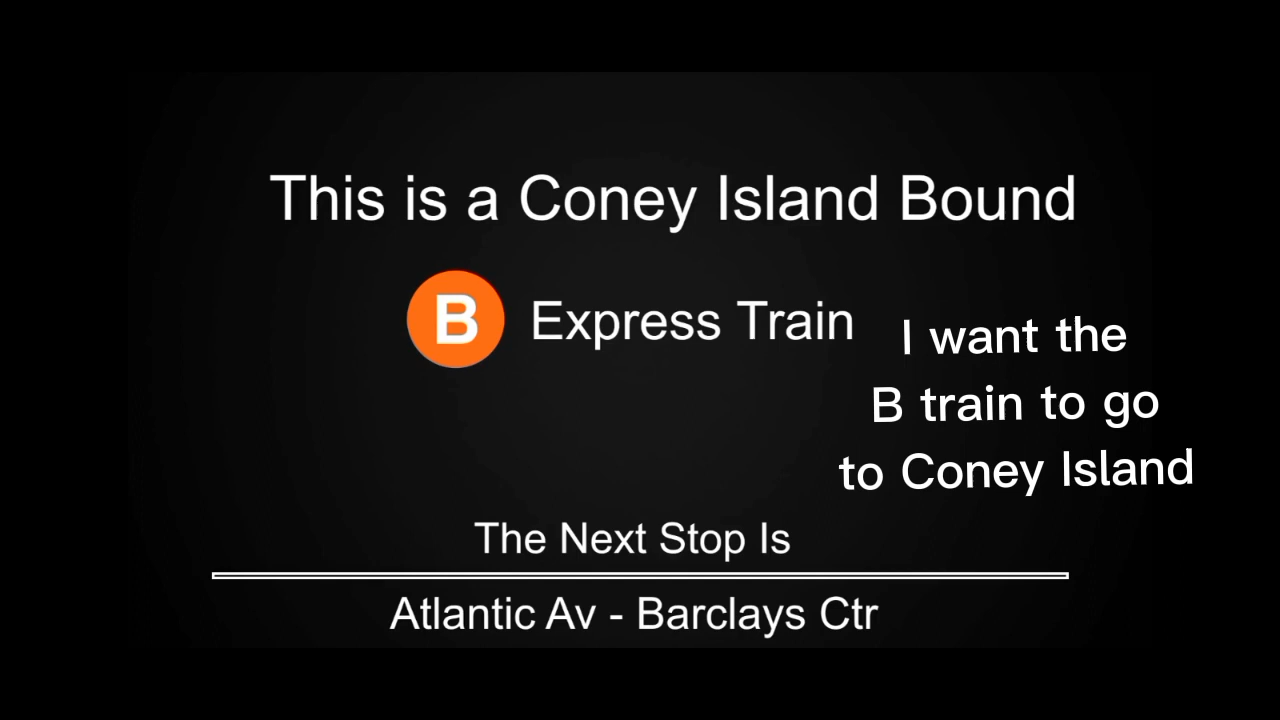 This is a Coney Island Bound
B Express Train
I want the
B train to go
to Coney Island
The Next Stop Is
Atlantic Av - Barclays Ctr